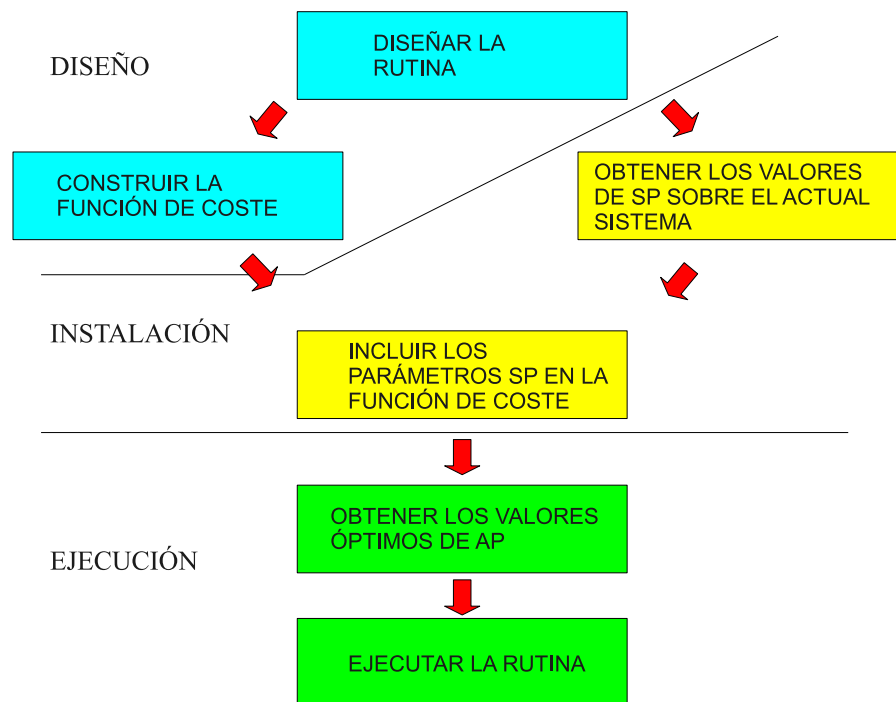 DISEÑO
DISEÑAR LA
RUTINA
CONSTRUIR LA
FUNCIÓN DE COSTE
OBTENER LOS VALORES
DE SP SOBRE EL ACTUAL
SISTEMA
INSTALACIÓN
INCLUIR LOS
PARÁMETROS SP EN LA
FUNCIÓN DE COSTE
EJECUCIÓN
OBTENER LOS VALORES
ÓPTIMOS DE AP
EJECUTAR LA RUTINA